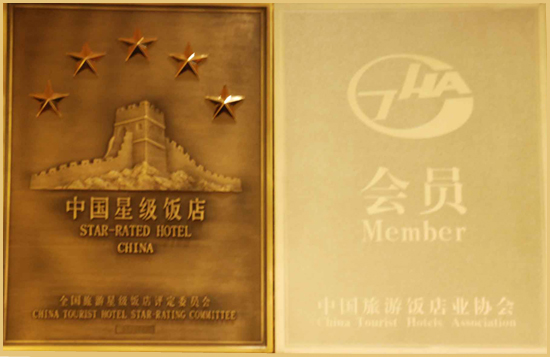 中国星级饭店
STAR-RATED HOTEL
CHINA
全国旅游星级饭店评定委员会
CHINA TOURIST HOTEL STAR-RATING COMMITTEE
HA
会员
Member
中国旅游饭店业协会
China Tourist Hotels Association